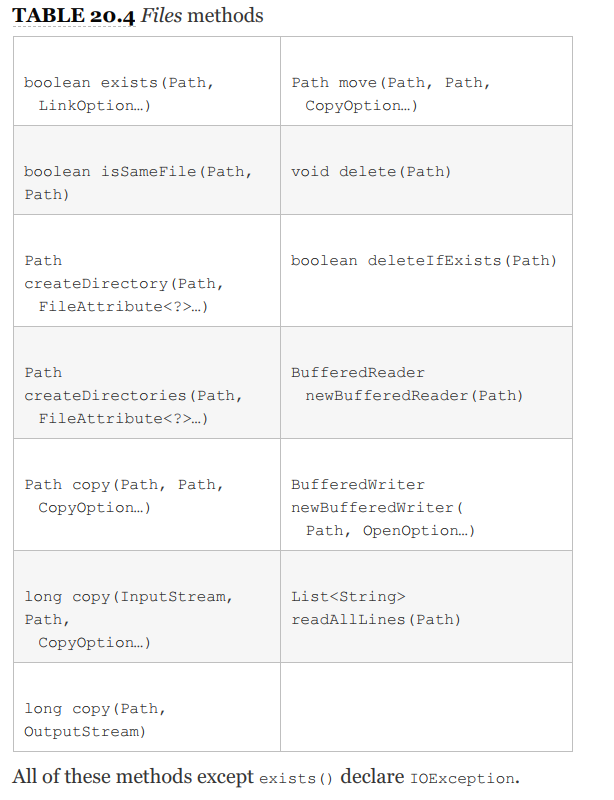 TABLE 20.4 Files methods
boolean exists(Path,
LinkOption…)
Path move(Path, Path,
CopyOption…)
boolean isSameFile(Path,
Path)
void delete(Path)
Path
createDirectory(Path,
FileAttribute<?>…)
boolean deleteIfExists(Path)
Path
createDirectories(Path,
FileAttribute<?>…)
BufferedReader
newBufferedReader(Path)
Path copy(Path, Path,
CopyOption…)
BufferedWriter
newBufferedWriter(
Path, OpenOption…)
long copy(InputStream,
Path,
CopyOption…)
List<String>
readAllLines(Path)
long copy(Path,
OutputStream)
All of these methods except exists() declare IOException.